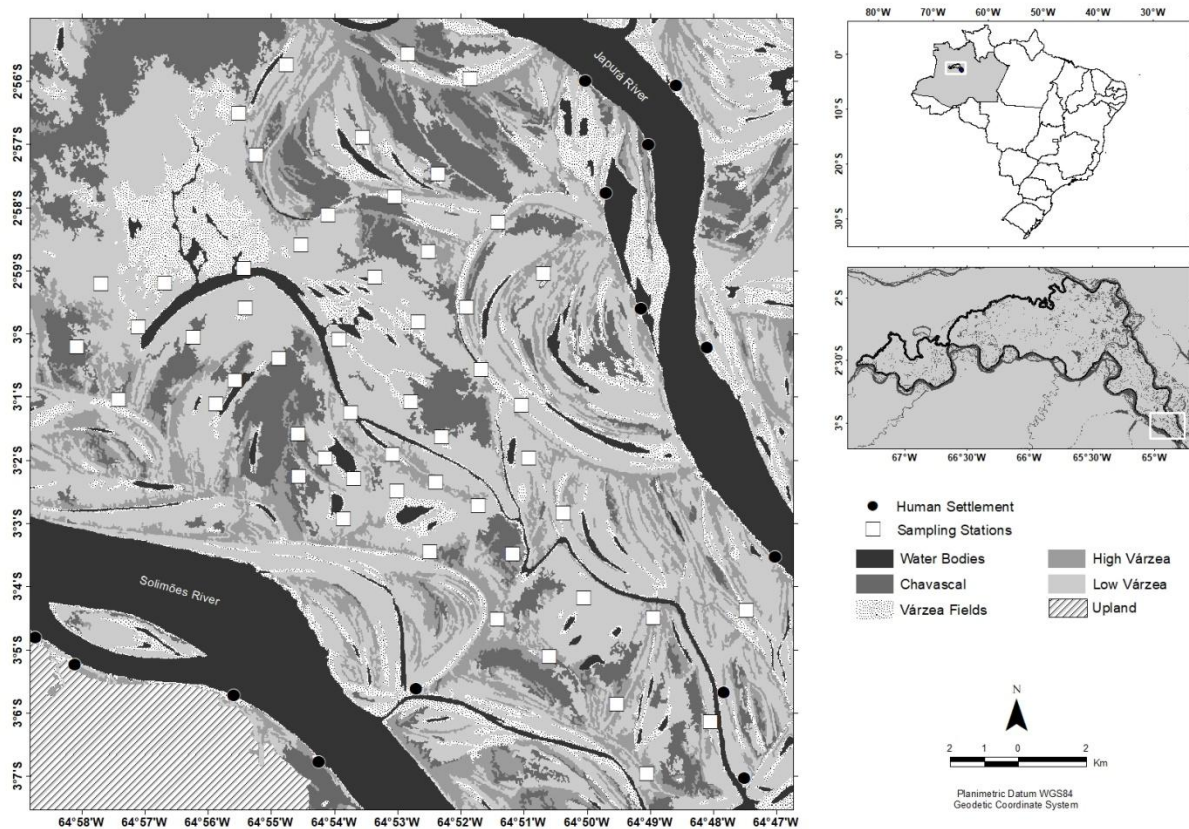 2°56'S
2°57'S
2°58'S
2°59'S
3°S
3°1'S
3°2'S
3°3'S
3°4'S
3°5'S
3°6'S
3°7'S
Japurá River
Solimões River
64°58'W 64°57'W 64°56'W 64°55'W 64°54'W 64°53'W 64°52'W 64°51'W 64°50'W 64°49'W 64°48'W 64°47'W
80°W 70°W 60°W 50°W 40°W 30°W
0°
10°S
20°S
30°S
2°S
2°30'S
3°S
67°W 66°30'W 66°W 65°30'W 65°W
Human Settlement
Sampling Stations
Water Bodies
High Várzea
Chavascal
Low Várzea
Várzea Fields
Upland
N
2 1 0 2
Km
Planimetric Datum WGS84
Geodetic Coordinate System